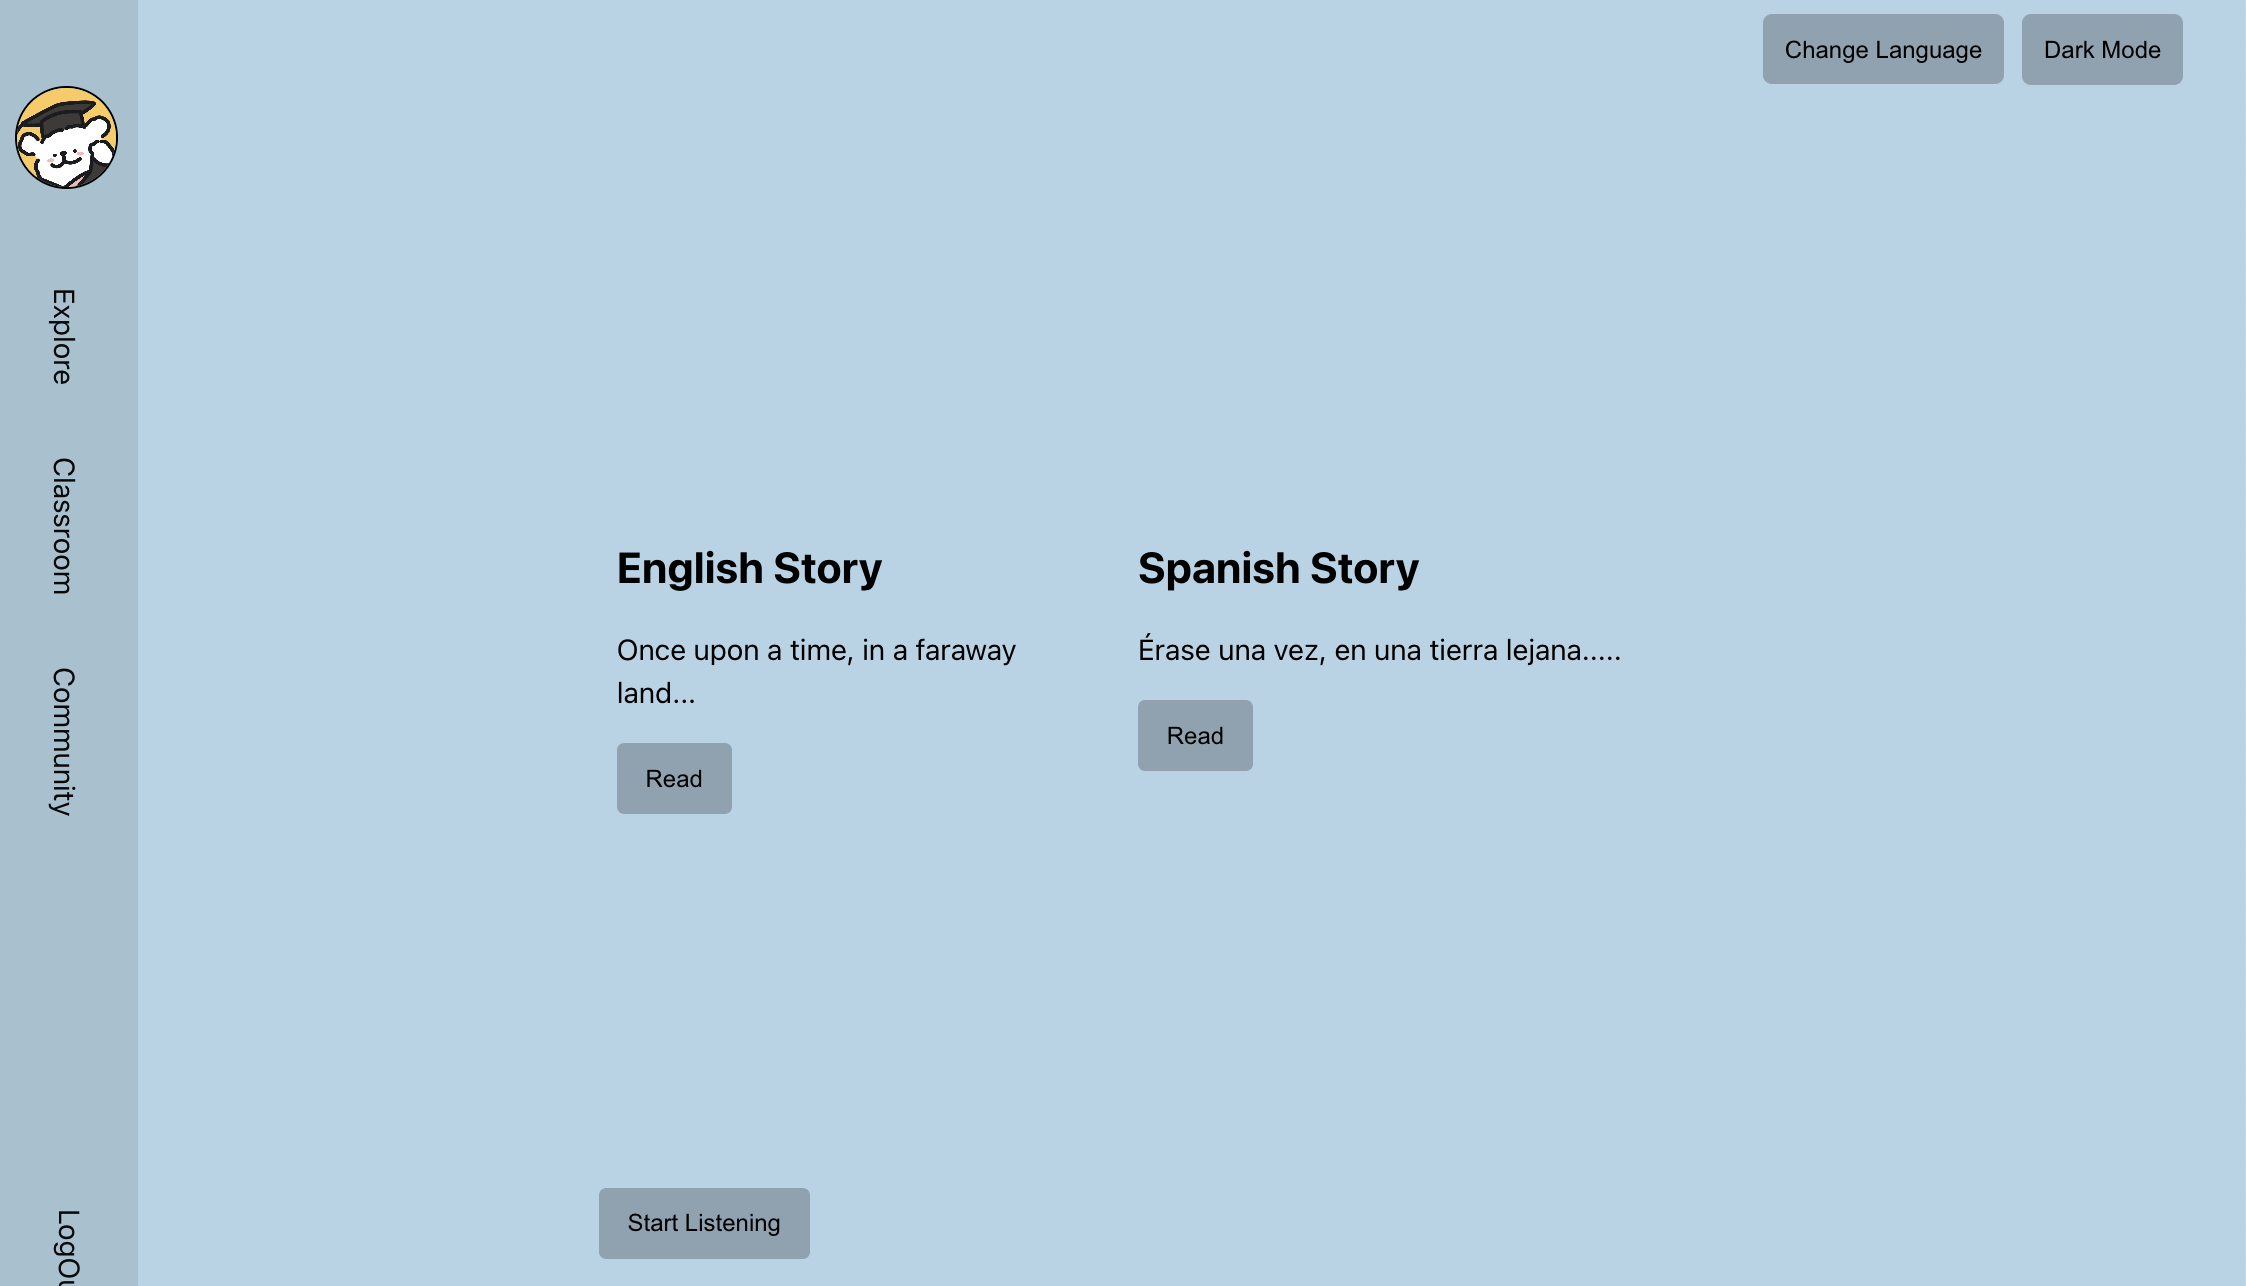 Change Language
Dark Mode
Explore
Classroom
Community
English Story
Once upon a time, in a faraway
land...
Read
Spanish Story
Érase una vez, en una tierra lejana.....
Read
Start Listening
LogOu